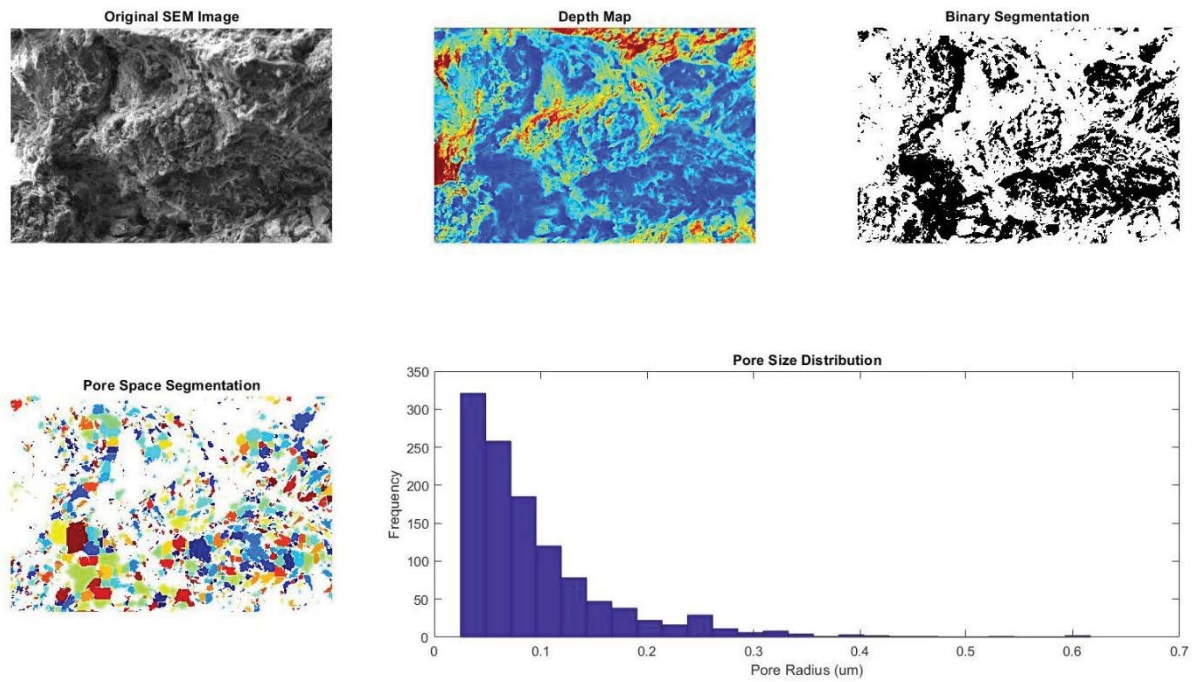 Original SEM Image
Depth Map
Binary Segmentation
Pore Space Segmentation
Pore Size Distribution
350
300
250
200
150
100
50
0
Frequency
0 0.1 0.2 0.3 0.4 0.5 0.6 0.7
Pore Radius (um)